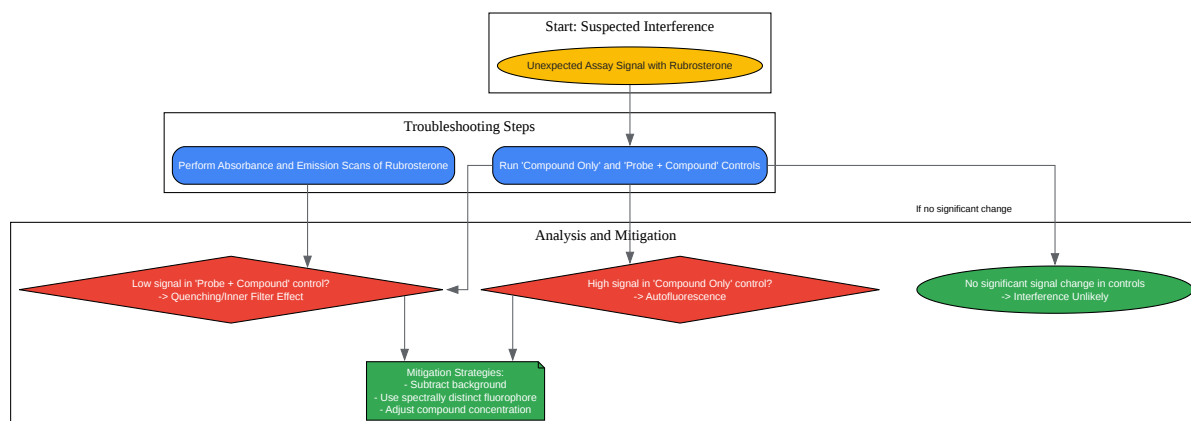 Start: Suspected Interference
Unexpected Assay Signal with Rubrosterone
Troubleshooting Steps
Perform Absorbance and Emission Scans of Rubrosterone
Run 'Compound Only' and 'Probe + Compound' Controls
If no significant change
Analysis and Mitigation
Low signal in 'Probe + Compound' control?
-> Quenching/Inner Filter Effect
High signal in 'Compound Only' control?
-> Autofluorescence
No significant signal change in controls
-> Interference Unlikely
Mitigation Strategies:
- Subtract background
- Use spectrally distinct fluorophore
- Adjust compound concentration